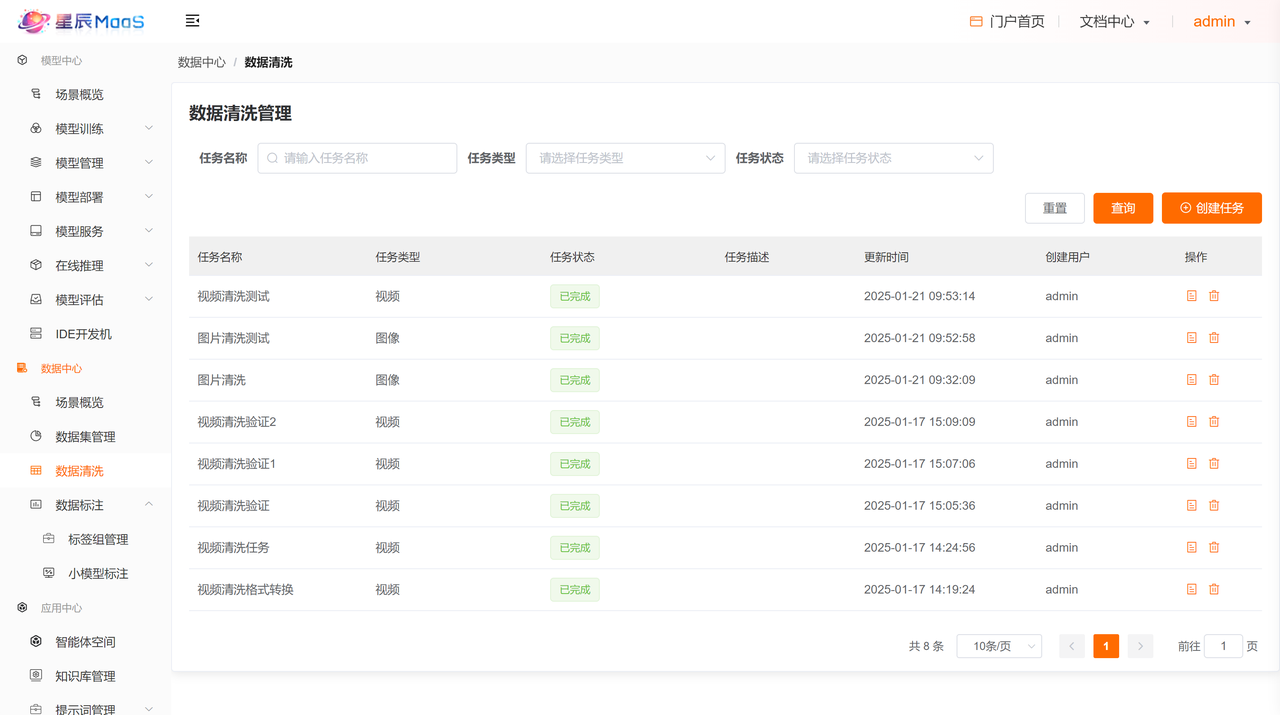 星辰MaaS
门户首页
文档中心
admin
模型中心
场景概览
模型训练
模型管理
模型部署
模型服务
在线推理
模型评估
IDE开发机
数据中心
场景概览
数据集管理
数据清洗
数据标注
标签组管理
小模型标注
应用中心
智能体空间
知识库管理
提示词管理
数据中心 / 数据清洗
数据清洗管理
任务名称 请输入任务名称 任务类型 请选择任务类型 任务状态 请选择任务状态
重置 查询 创建任务
任务名称 任务类型 任务状态 任务描述 更新时间 创建用户 操作
视频清洗测试 视频 已完成 2025-01-21 09:53:14 admin
图片清洗测试 图像 已完成 2025-01-21 09:52:58 admin
图片清洗 图像 已完成 2025-01-21 09:32:09 admin
视频清洗验证2 视频 已完成 2025-01-17 15:09:09 admin
视频清洗验证1 视频 已完成 2025-01-17 15:07:06 admin
视频清洗验证 视频 已完成 2025-01-17 15:05:36 admin
视频清洗任务 视频 已完成 2025-01-17 14:24:56 admin
视频清洗格式转换 视频 已完成 2025-01-17 14:19:24 admin
共 8 条 10条/页 1 前往 1 页